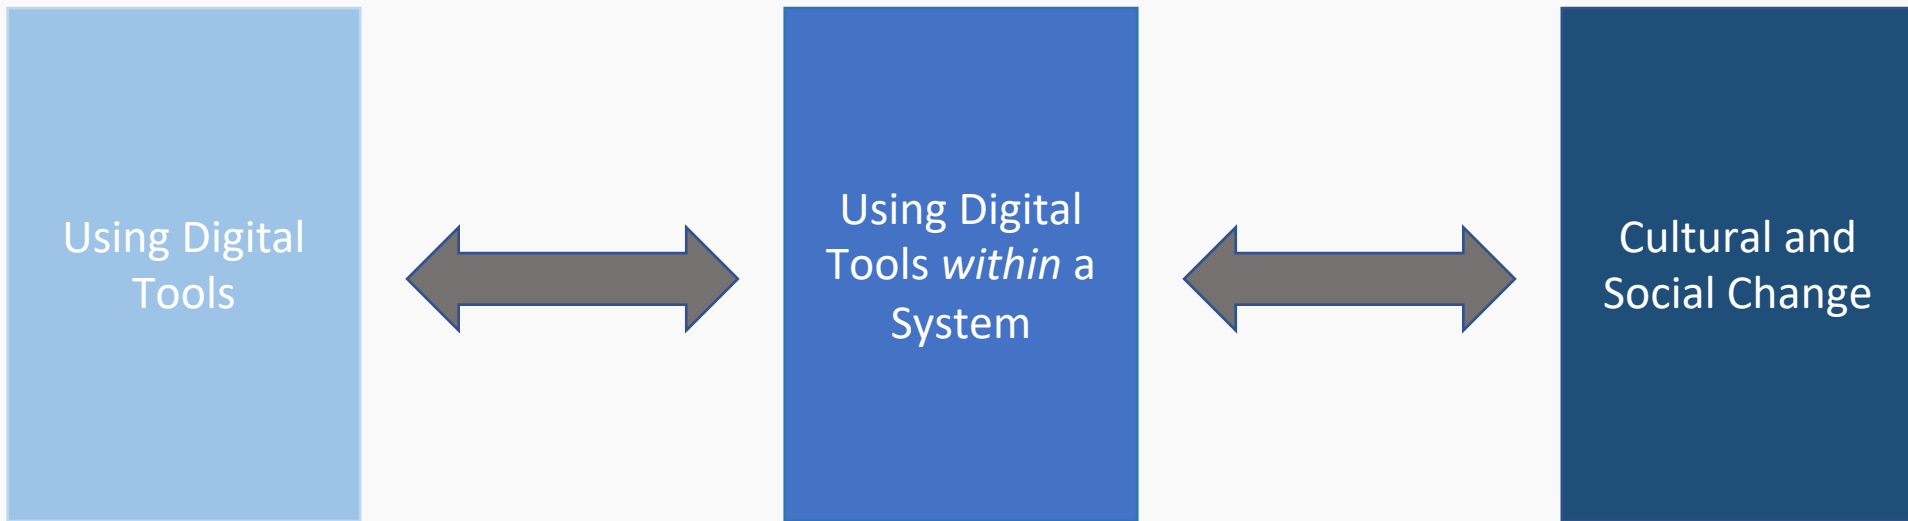 Using Digital
Tools
Using Digital
Tools within a
System
Cultural and
Social Change